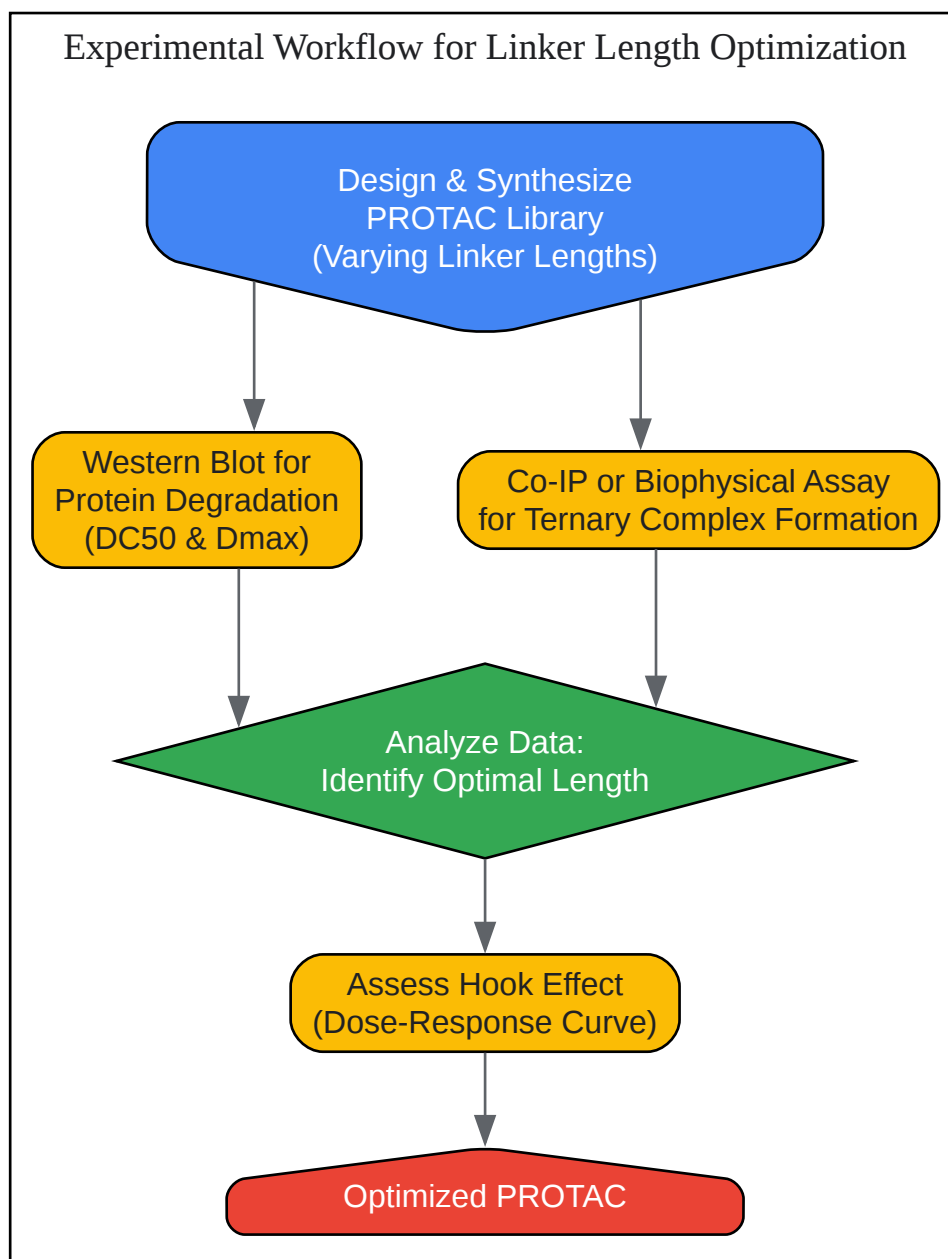 Experimental Workflow for Linker Length Optimization
Design & Synthesize
PROTAC Library
(Varying Linker Lengths)
Western Blot for
Protein Degradation
(DC50 & Dmax)
Co-IP or Biophysical Assay
for Ternary Complex Formation
Analyze Data:
Identify Optimal Length
Assess Hook Effect
(Dose-Response Curve)
Optimized PROTAC